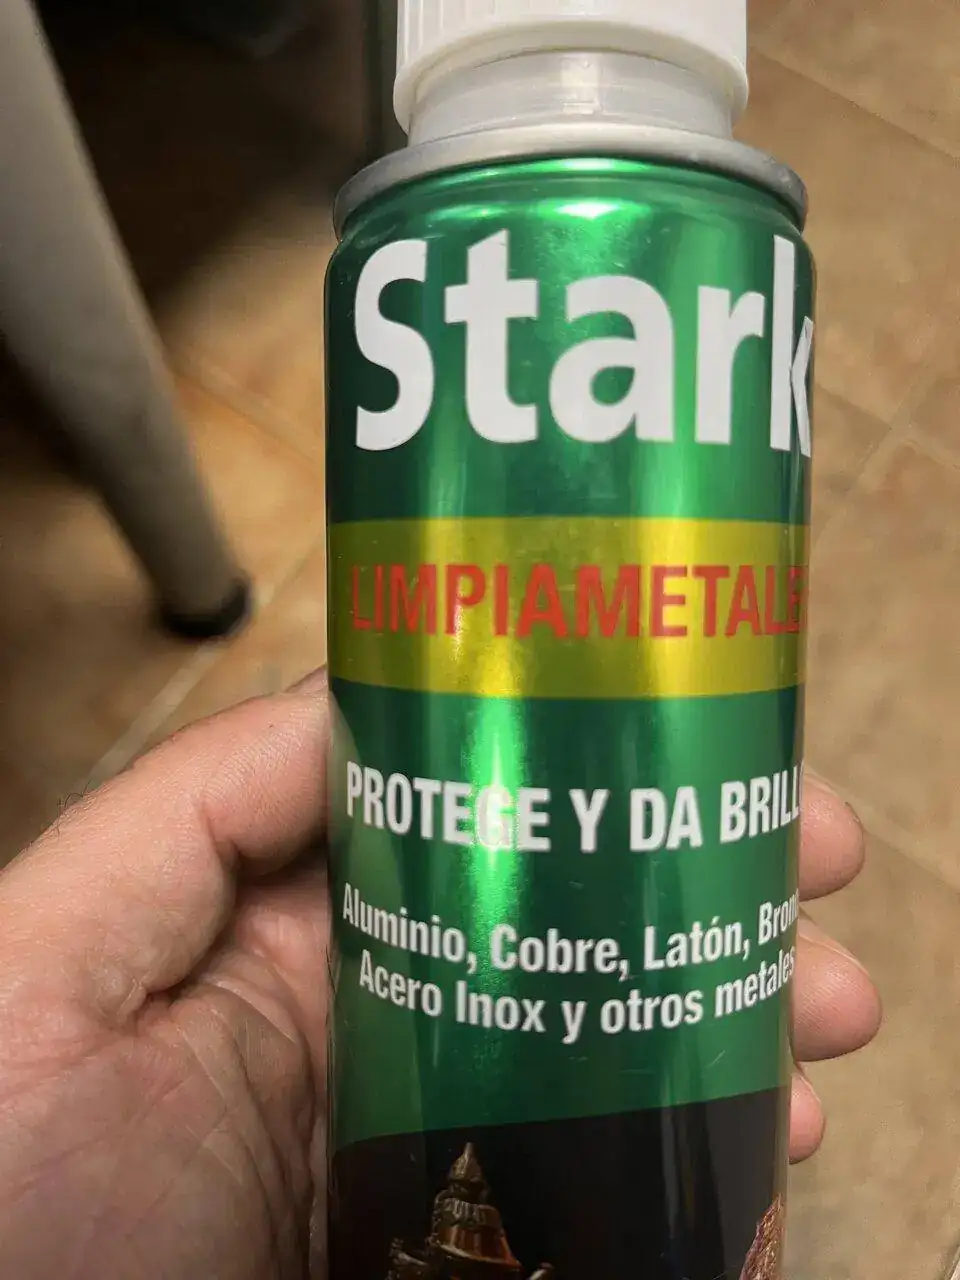 Stark
LIMPIAMETALE
PROTEGE Y DA BRILL
Aluminio, Cobre, Latón, Bron
Acero Inox y otros metales